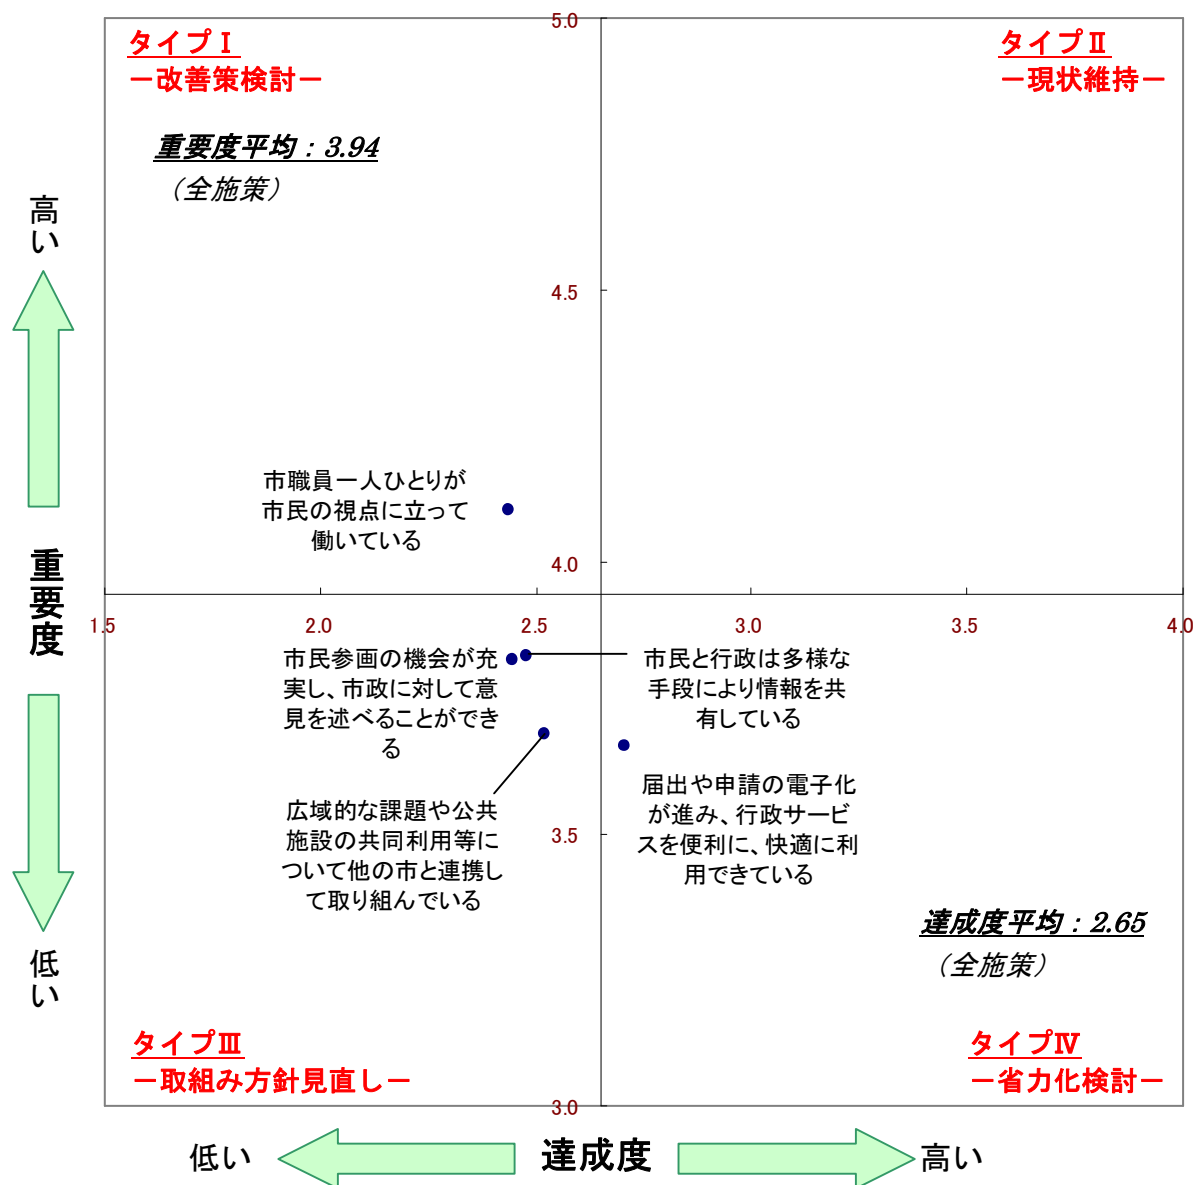 5.0
タイプⅠ
ー改善策検討ー
タイプⅡ
ー現状維持ー
重要度平均：3.94
（全施策）
高い
4.5
市職員一人ひとりが
市民の視点に立って
働いている
4.0
重要度
1.5
2.0
2.5
3.0
3.5
4.0
市民参画の機会が充
実し、市政に対して意
見を述べることができ
る
市民と行政は多様な
手段により情報を共
有している
広域的な課題や公共
施設の共同利用等に
ついて他の市と連携し
て取り組んでいる
3.5
届出や申請の電子化
が進み、行政サービ
スを便利に、快適に利
用できている
達成度平均：2.65
（全施策）
低い
タイプⅢ
ー取組み方針見直しー
タイプⅣ
ー省力化検討ー
3.0
低い
達成度
高い